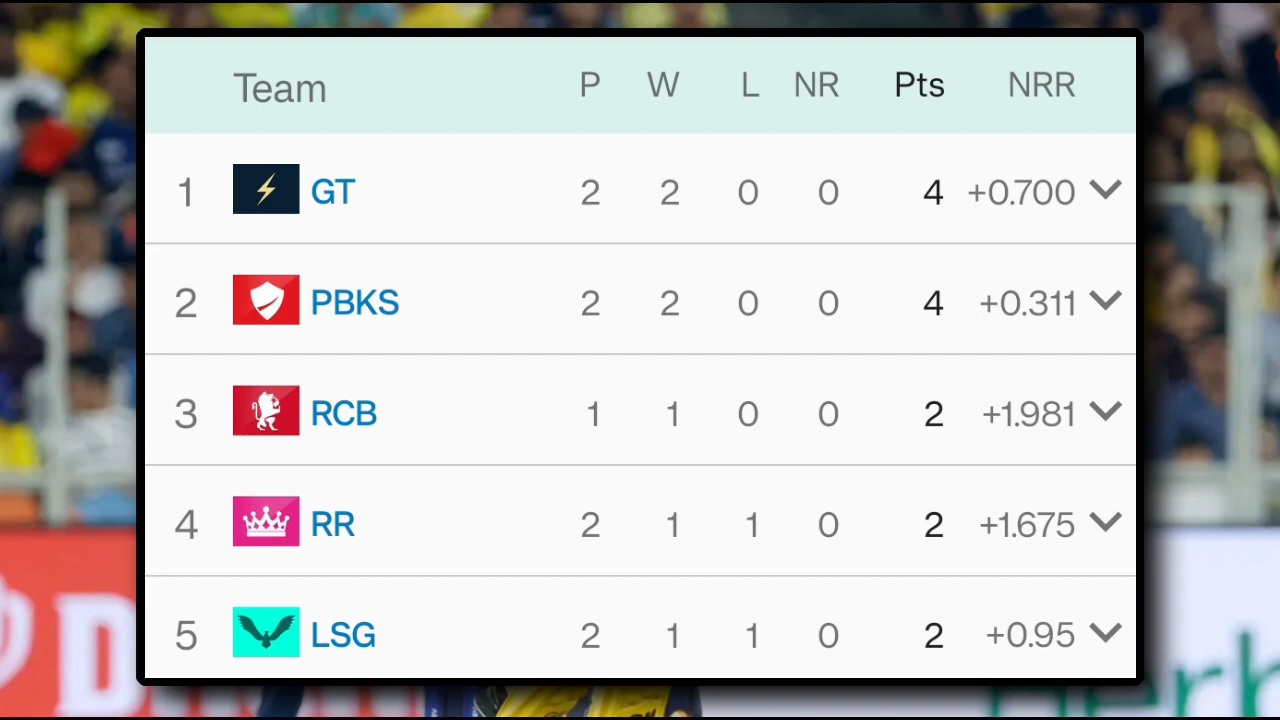 Team P W L NR Pts NRR
1 GT 2 2 0 0 4 +0.700
2 PBKS 2 2 0 0 4 +0.311
3 RCB 1 1 0 0 2 +1.981
4 RR 2 1 1 0 2 +1.675
5 LSG 2 1 1 0 2 +0.95